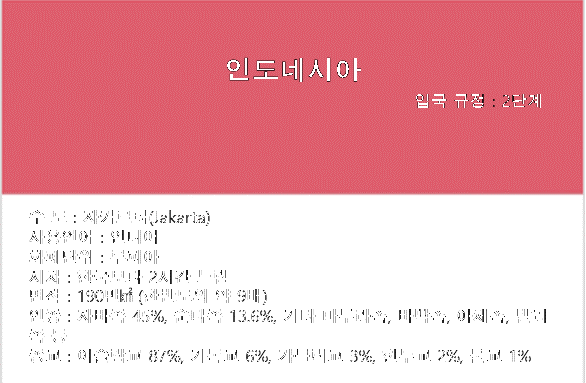 인도네시아
입국 규정 : 2단계
수도 : 자카르타(Jakarta)
사용언어 : 인니어
화폐단위 : 루피아
시차 : 한국보다 2시간 느림
면적 : 190만㎢ (한반도의 약 9배)
인종 : 자바족 45%, 순다족 13.6%, 기타 마두라족, 바딱족, 아체족, 발리
족 등
종교 : 이슬람교 87%, 기독교 6%, 가톨릭교 3%, 힌두교 2%, 불교 1%